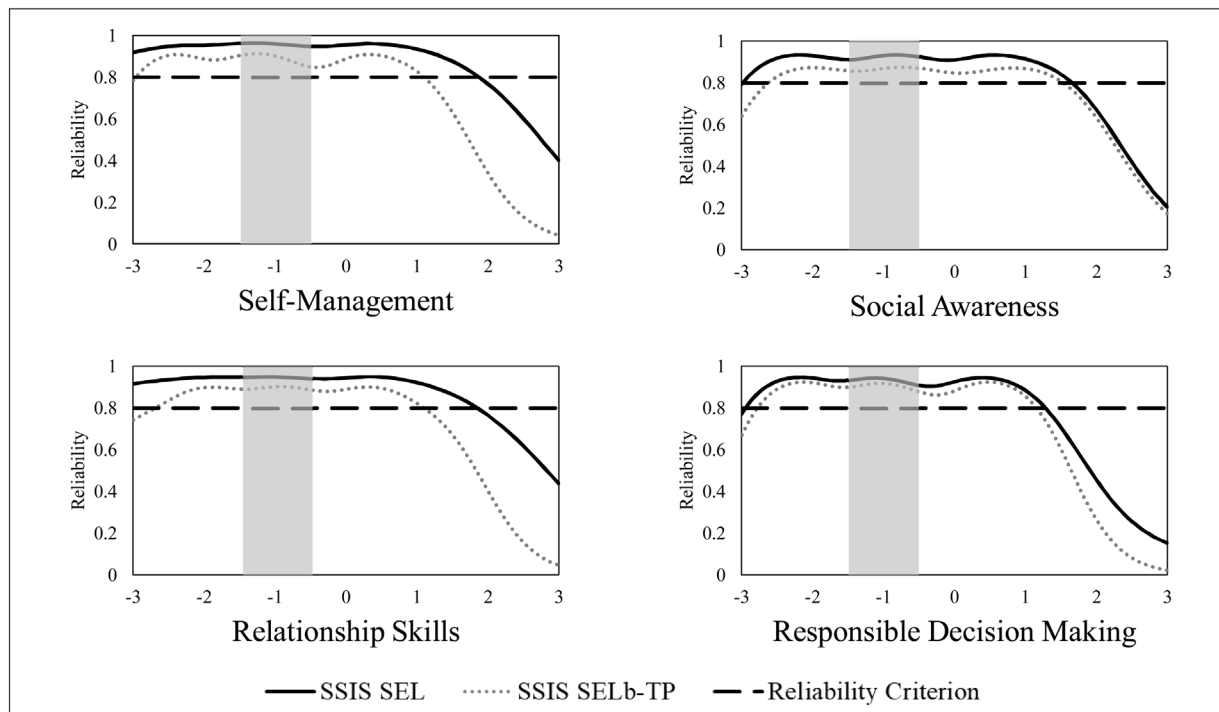 1
0.8
0.6
0.4
0.2
0
Reliability
-3 -2 -1 0 1 2 3
Self-Management
1
0.8
0.6
0.4
0.2
0
Reliability
-3 -2 -1 0 1 2 3
Social Awareness
1
0.8
0.6
0.4
0.2
0
Reliability
-3 -2 -1 0 1 2 3
Relationship Skills
1
0.8
0.6
0.4
0.2
0
Reliability
-3 -2 -1 0 1 2 3
Responsible Decision Making
SSIS SEL SSIS SELb-TP Reliability Criterion